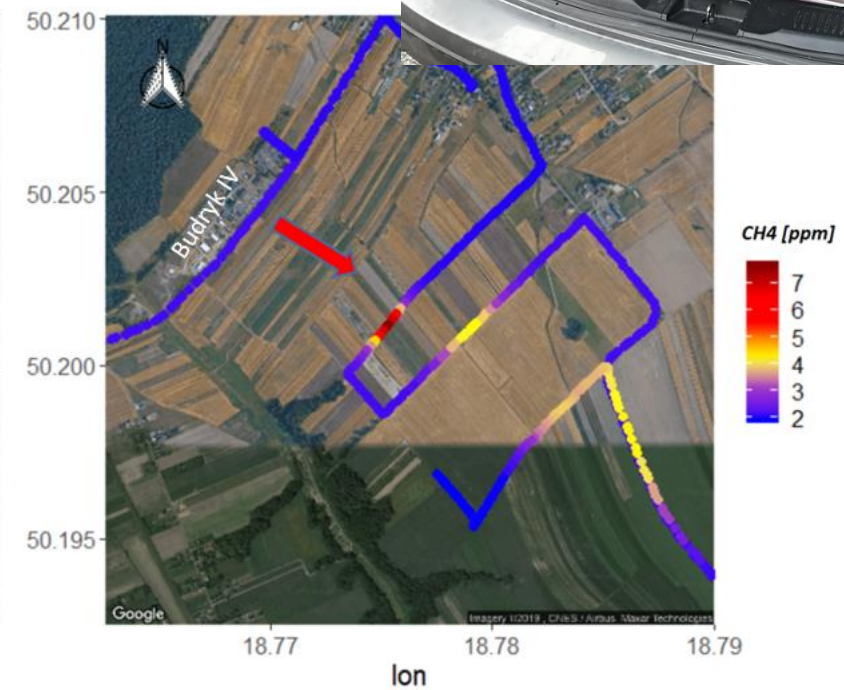 50.210
N
50.205
Budryk IV
CH4 [ppm]
7
6
5
50.200
4
3
2
50.195
Google
Imagery ©2019 , CNES / Airbus, Maxar Technologies
18.77
18.78
18.79
lon